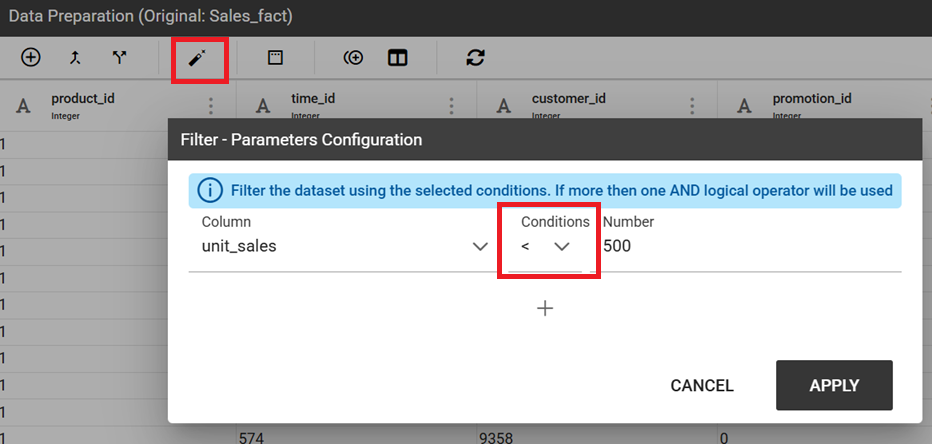 Data Preparation (Original: Sales_fact)
A product_id A time_id A customer_id A promotion_id
Integer Integer Integer Integer
1
Filter - Parameters Configuration
1
Filter the dataset using the selected conditions. If more then one AND logical operator will be used
1
Column Conditions Number
1
unit_sales < 500
1
1
1
1
1
CANCEL APPLY
1
1
1 574 9358 0